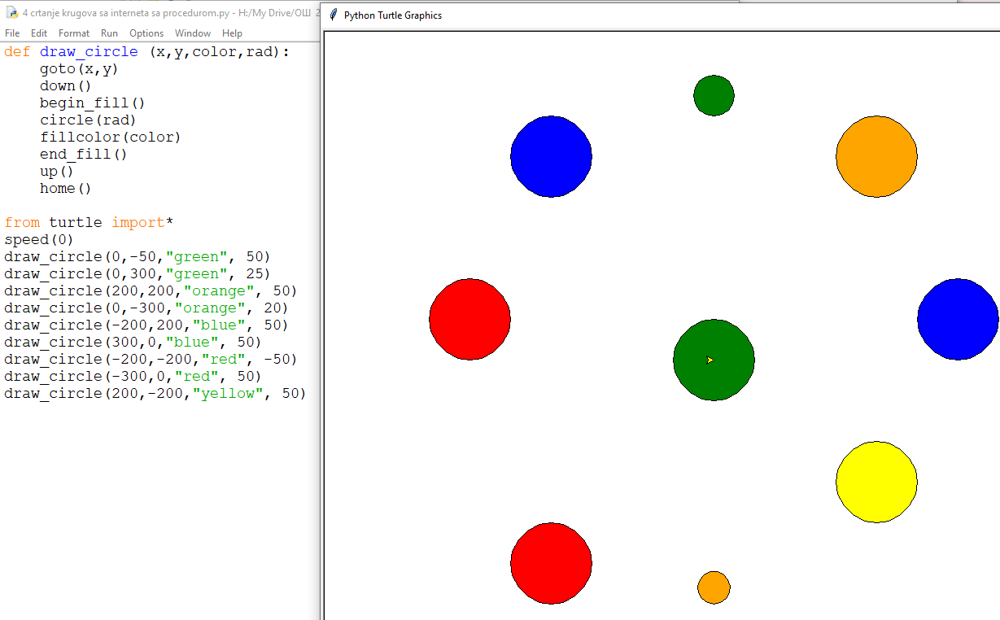 4 crtanje krugova sa interneta sa procedurom.py - H:/My Drive/ОШ 2
Python Turtle Graphics
File Edit Format Run Options Window Help
def draw_circle (x,y,color,rad):
    goto(x,y)
    down()
    begin_fill()
    circle(rad)
    fillcolor(color)
    end_fill()
    up()
    home()
from turtle import*
speed(0)
draw_circle(0,-50,"green", 50)
draw_circle(0,300,"green", 25)
draw_circle(200,200,"orange", 50)
draw_circle(0,-300,"orange", 20)
draw_circle(-200,200,"blue", 50)
draw_circle(300,0,"blue", 50)
draw_circle(-200,-200,"red", -50)
draw_circle(-300,0,"red", 50)
draw_circle(200,-200,"yellow", 50)